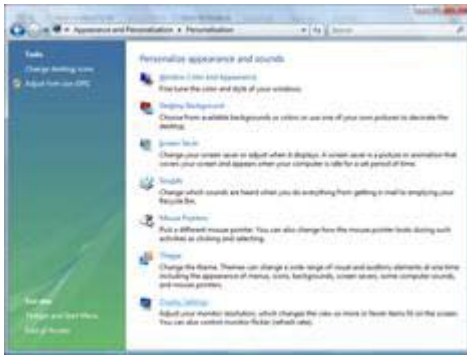 Appearance and Personalization ▸ Personalization
Tasks
Change desktop icons
Adjust font size (DPI)
Personalize appearance and sounds
Window Color and Appearance
Fine tune the color and style of your windows.
Desktop Background
Choose from available backgrounds or colors or use one of your own pictures to decorate the
desktop.
Screen Saver
Change your screen saver or adjust when it displays. A screen saver is a picture or animation that
covers your screen and appears when your computer is idle for a set period of time.
Sounds
Change which sounds are heard when you do everything from getting e-mail to emptying your
Recycle Bin.
Mouse Pointers
Pick a different mouse pointer. You can also change how the mouse pointer looks during such
activities as clicking and selecting.
Theme
Change the theme. Themes can change a wide range of visual and auditory elements at one time
including the appearance of menus, icons, backgrounds, screen savers, some computer sounds,
and mouse pointers.
Display Settings
Adjust your monitor resolution, which changes the view so more or fewer items fit on the screen.
You can also control monitor flicker (refresh rate).
See also
Taskbar and Start Menu
Ease of Access